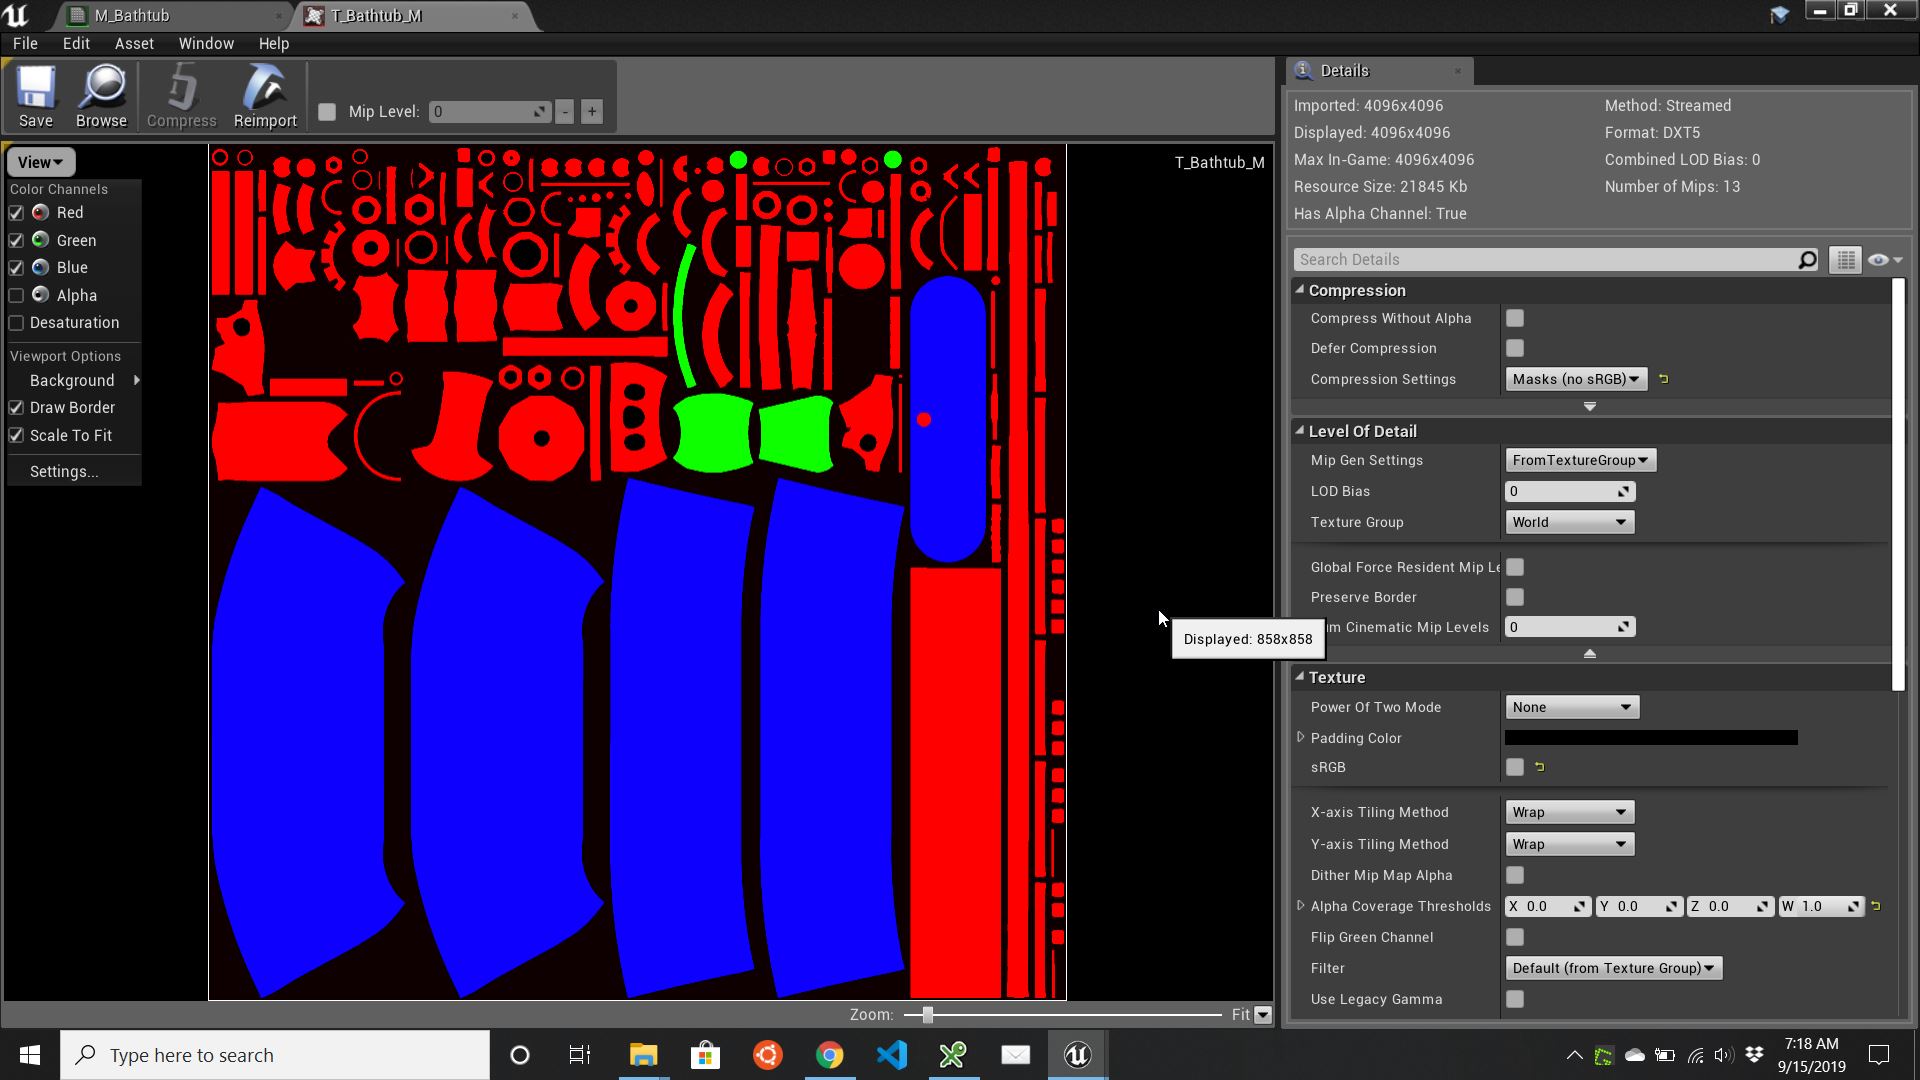 M_Bathtub
T_Bathtub_M
File Edit Asset Window Help
Save Browse Compress Reimport
Mip Level: 0 - +
View
T_Bathtub_M
Color Channels
Red
Green
Blue
Alpha
Desaturation
Viewport Options
Background
Draw Border
Scale To Fit
Settings...
Displayed: 858x858
Zoom: Fit
Details
Imported: 4096x4096 Method: Streamed
Displayed: 4096x4096 Format: DXT5
Max In-Game: 4096x4096 Combined LOD Bias: 0
Resource Size: 21845 Kb Number of Mips: 13
Has Alpha Channel: True
Search Details
Compression
Compress Without Alpha
Defer Compression
Compression Settings Masks (no sRGB)
Level Of Detail
Mip Gen Settings FromTextureGroup
LOD Bias 0
Texture Group World
Global Force Resident Mip Le
Preserve Border
m Cinematic Mip Levels 0
Texture
Power Of Two Mode None
Padding Color
sRGB
X-axis Tiling Method Wrap
Y-axis Tiling Method Wrap
Dither Mip Map Alpha
Alpha Coverage Thresholds X 0.0 Y 0.0 Z 0.0 W 1.0
Flip Green Channel
Filter Default (from Texture Group)
Use Legacy Gamma
Type here to search
7:18 AM
9/15/2019